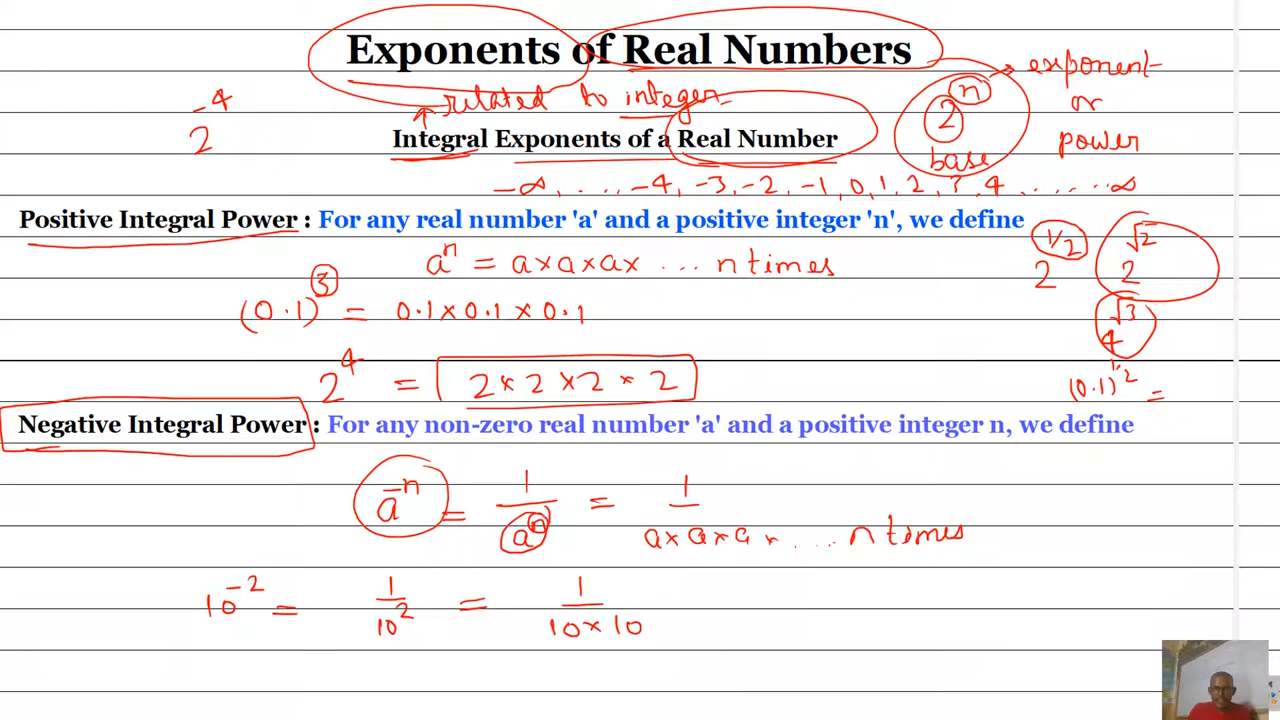 Exponents of Real Numbers
related to integer
Integral Exponents of a Real Number
2^-4
2^n
base
exponent
or
power
-∞, ... -4, -3, -2, -1, 0, 1, 2, 3, 4, ..... ∞
Positive Integral Power : For any real number 'a' and a positive integer 'n', we define
a^n = a×a×a× ... n times
2^1/2
2^√2
(0.1)^3 = 0.1×0.1×0.1
4^√3
2^4 = 2×2×2×2
Negative Integral Power : For any non-zero real number 'a' and a positive integer n, we define
a^-n = 1/a^n = 1/a×a×a× .... n times
10^-2 = 1/10^2 = 1/10×10